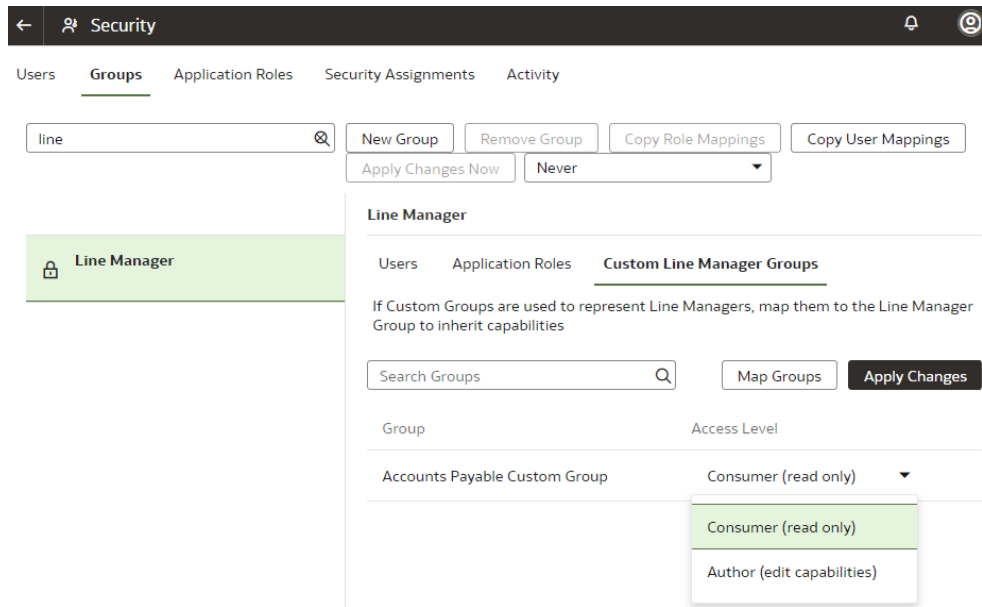 Security
Users Groups Application Roles Security Assignments Activity
line New Group Remove Group Copy Role Mappings Copy User Mappings
Apply Changes Now Never
Line Manager
Line Manager
Users Application Roles Custom Line Manager Groups
If Custom Groups are used to represent Line Managers, map them to the Line Manager
Group to inherit capabilities
Search Groups Map Groups Apply Changes
Group Access Level
Accounts Payable Custom Group Consumer (read only)
Consumer (read only)
Author (edit capabilities)